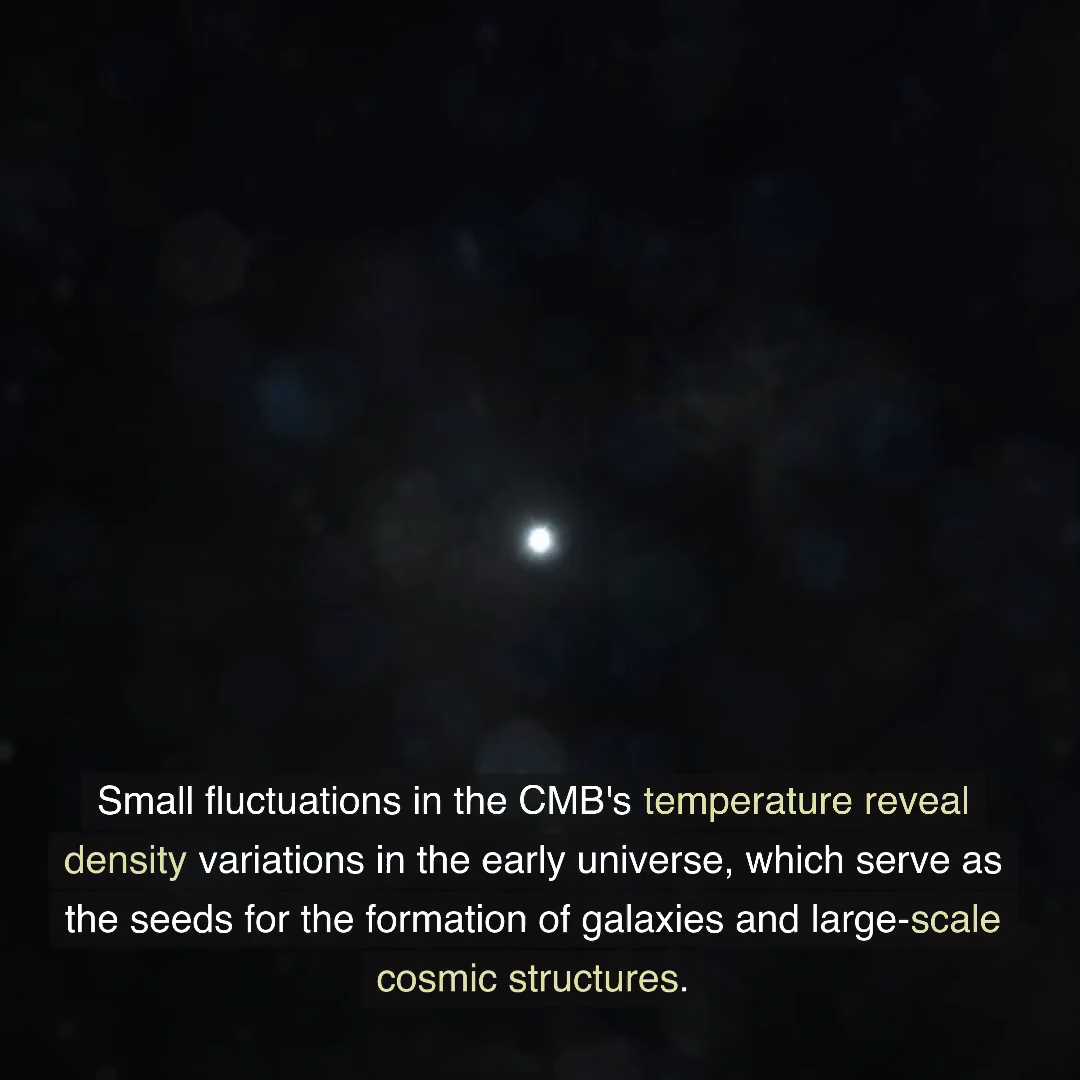 Small fluctuations in the CMB's temperature reveal
density variations in the early universe, which serve as
the seeds for the formation of galaxies and large-scale
cosmic structures.